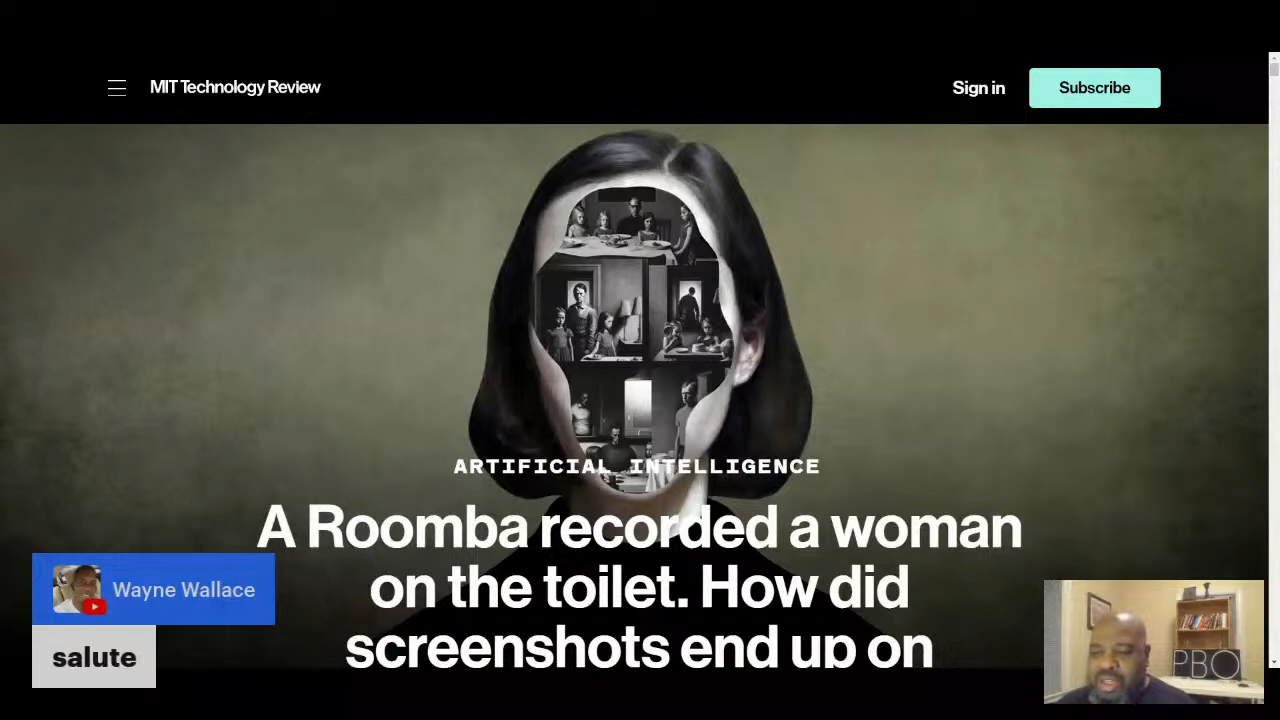 MIT Technology Review
Sign in
Subscribe
ARTIFICIAL INTELLIGENCE
A Roomba recorded a woman
on the toilet. How did
screenshots end up on
Wayne Wallace
salute
PBO